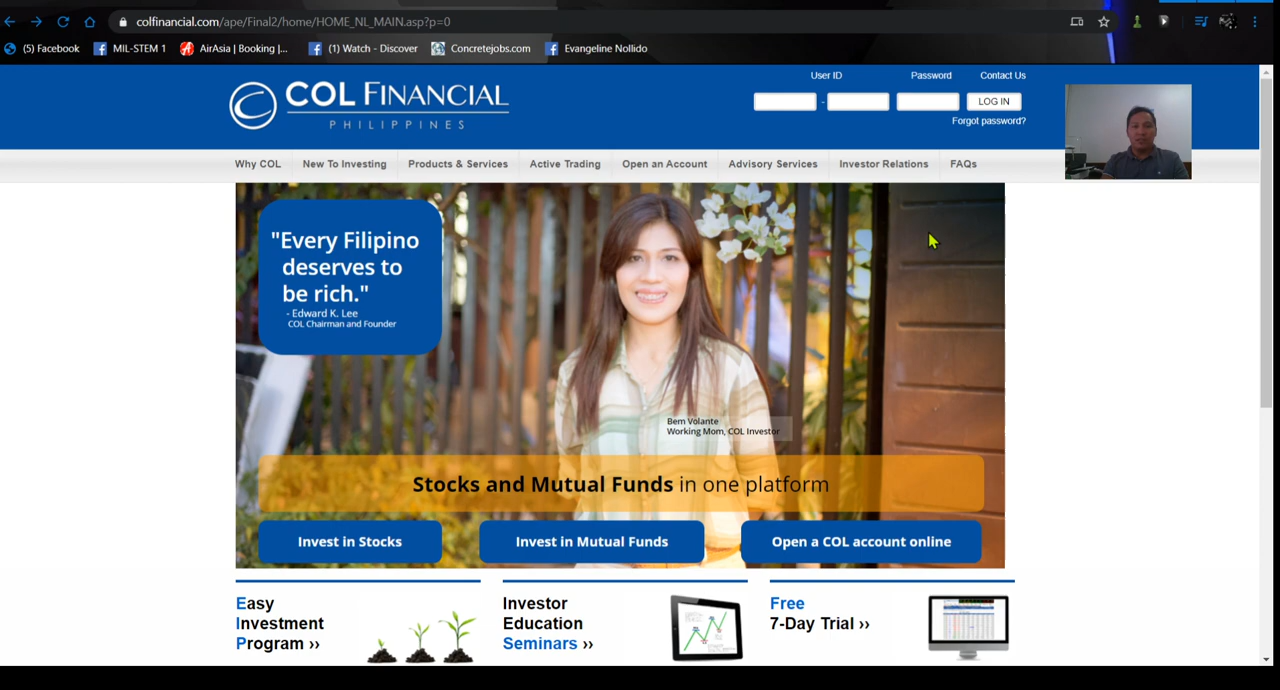 colfinancial.com/ape/Final2/home/HOME_NL_MAIN.asp?p=0
(5) Facebook
MIL-STEM 1
AirAsia | Booking |...
(1) Watch - Discover
Concretejobs.com
Evangeline Nollido
COL FINANCIAL
PHILIPPINES
User ID
Password
Contact Us
-
LOG IN
Forgot password?
Why COL
New To Investing
Products & Services
Active Trading
Open an Account
Advisory Services
Investor Relations
FAQs
"Every Filipino
deserves to
be rich."
- Edward K. Lee
COL Chairman and Founder
Bem Volante
Working Mom, COL Investor
Stocks and Mutual Funds in one platform
Invest in Stocks
Invest in Mutual Funds
Open a COL account online
Easy
Investment
Program ››
Investor
Education
Seminars ››
Free
7-Day Trial ››